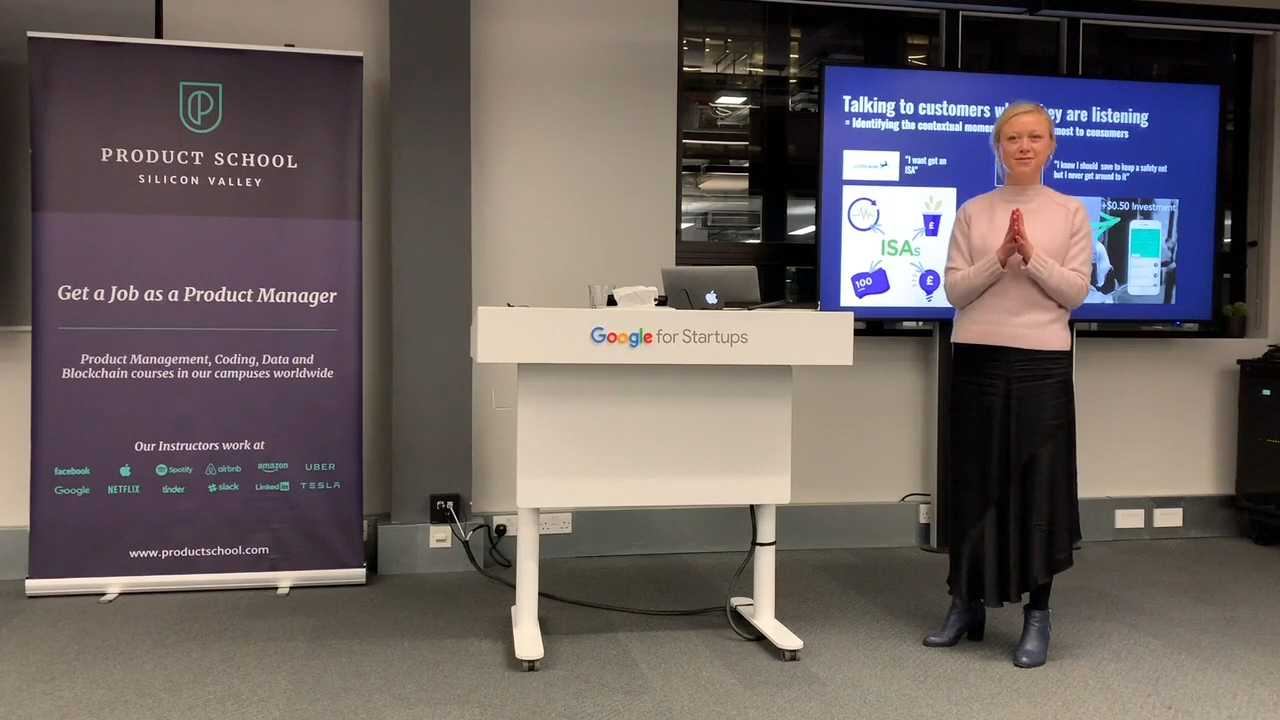 PRODUCT SCHOOL
SILICON VALLEY
Get a Job as a Product Manager
Product Management, Coding, Data and
Blockchain courses in our campuses worldwide
Our Instructors work at
facebook Spotify airbnb amazon UBER
Google NETFLIX tinder slack LinkedIn TESLA
www.productschool.com
Google for Startups
Talking to customers they are listening
= Identifying the contextual most to consumers
"I want get an
ISA"
"I know I should save to keep a safety net
but I never get around to it"
+$0.50 Investment
£
ISAs
100
£